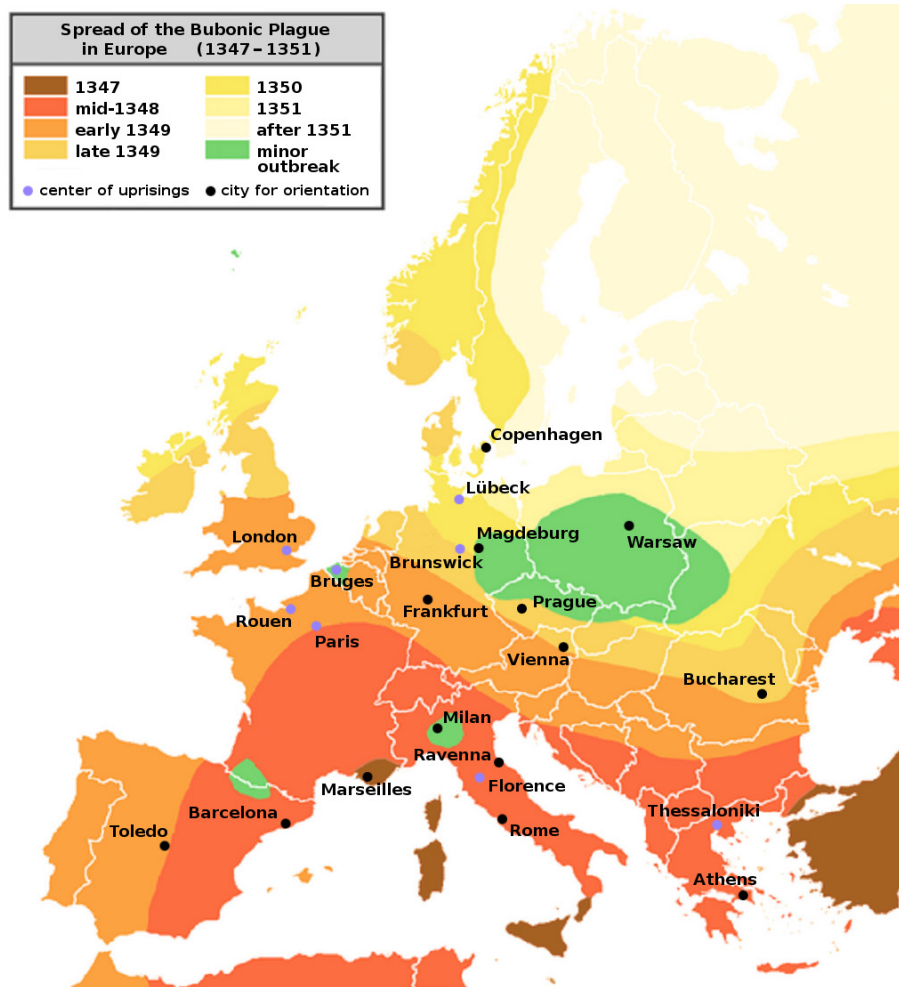 Spread of the Bubonic Plague
in Europe (1347–1351)
1347
mid-1348
early 1349
late 1349
1350
1351
after 1351
minor
outbreak
center of uprisings
city for orientation
Copenhagen
Lübeck
Magdeburg
Warsaw
London
Brunswick
Bruges
Frankfurt
Prague
Rouen
Paris
Vienna
Bucharest
Milan
Ravenna
Marseilles
Florence
Barcelona
Thessaloniki
Toledo
Rome
Athens